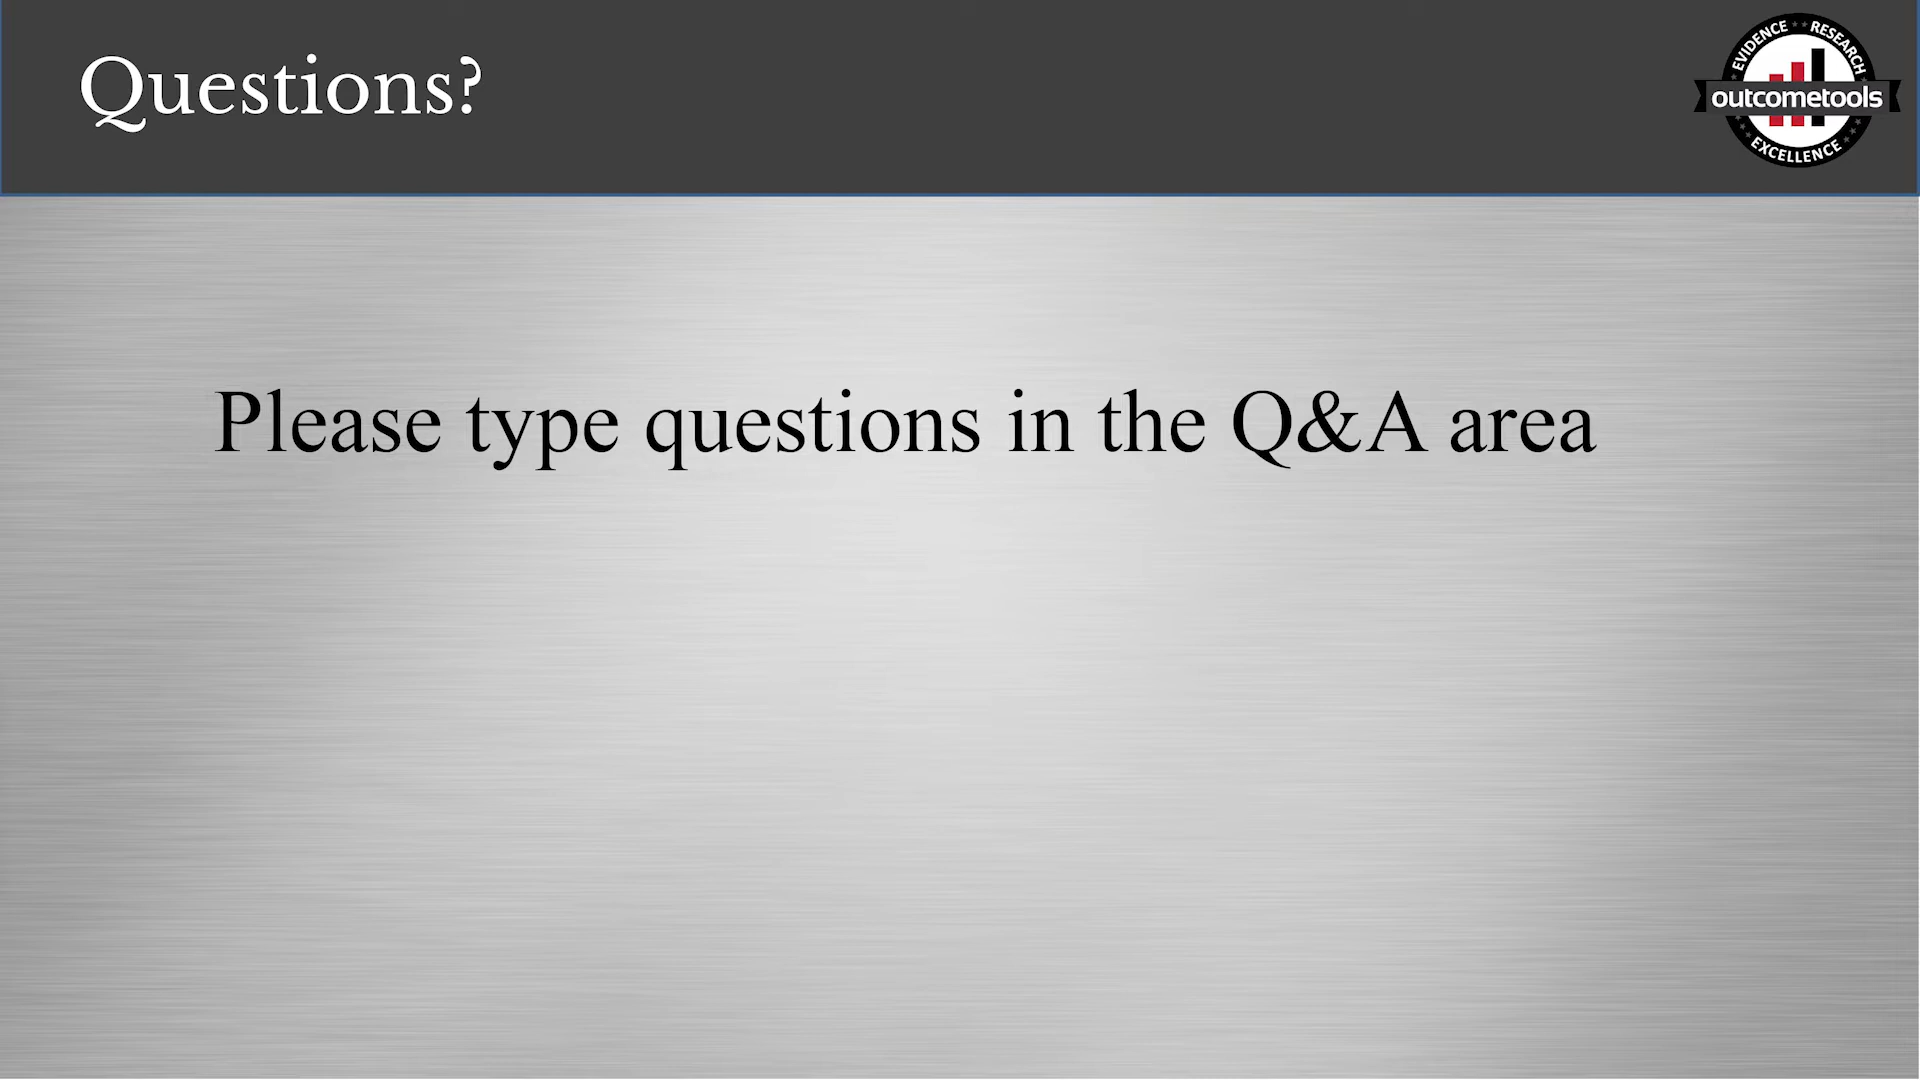 Questions?
EVIDENCE RESEARCH
outcometools
EXCELLENCE
Please type questions in the Q&A area